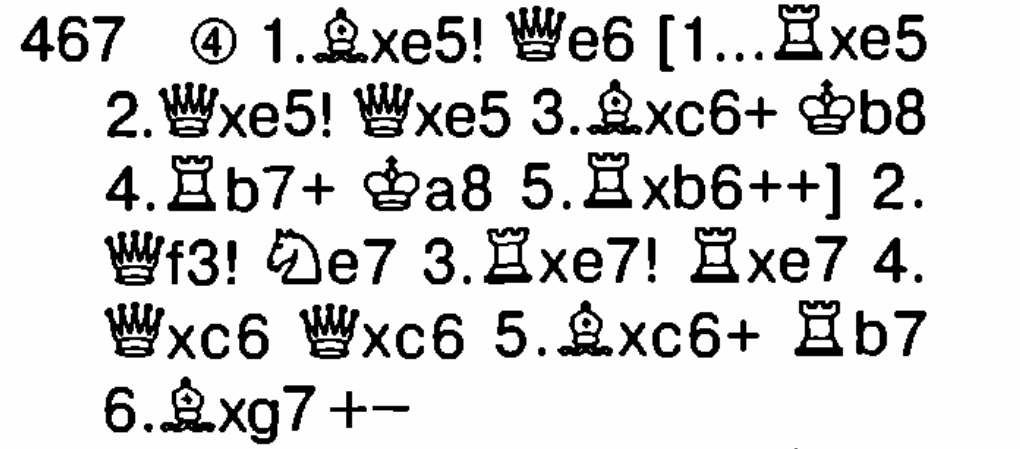 467 ④ 1.♗xe5! ♕e6 [1...♖xe5
2.♕xe5! ♕xe5 3.♗xc6+ ♔b8
4.♖b7+ ♔a8 5.♖xb6++] 2.
♕f3! ♘e7 3.♖xe7! ♖xe7 4.
♕xc6 ♕xc6 5.♗xc6+ ♖b7
6.♗xg7 +−